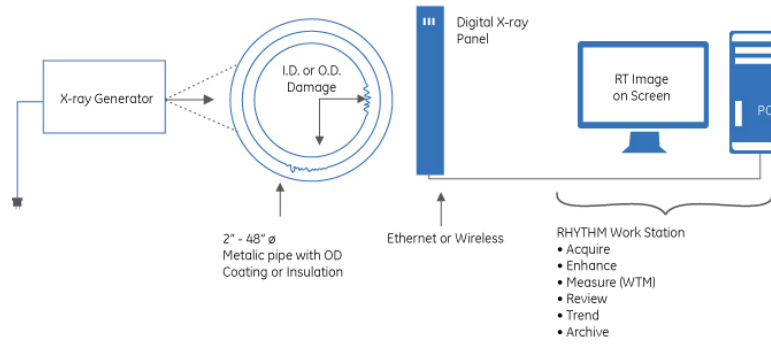 Digital X-ray
Panel
X-ray Generator
I.D. or O.D.
Damage
RT Image
on Screen
PC
2" - 48" ø
Metalic pipe with OD
Coating or Insulation
Ethernet or Wireless
RHYTHM Work Station
• Acquire
• Enhance
• Measure (WTM)
• Review
• Trend
• Archive